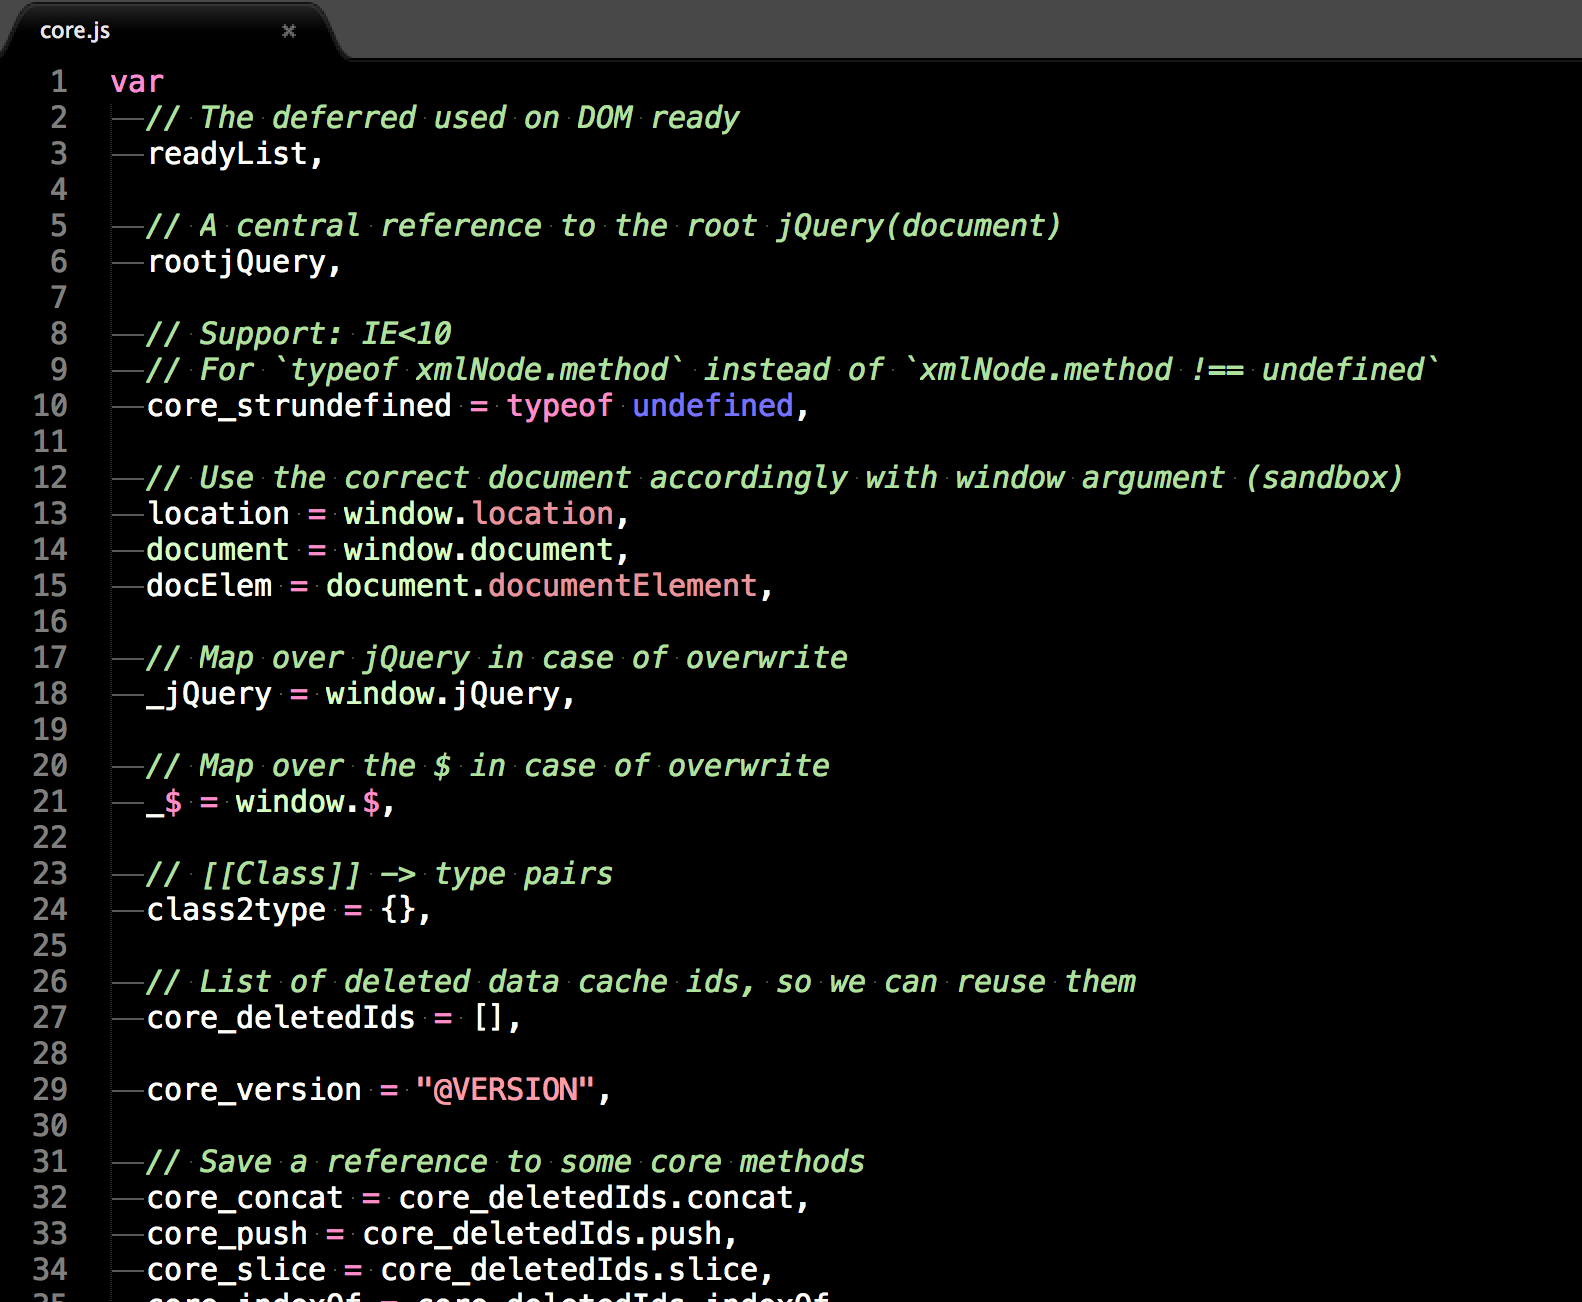 core.js
1 var
2 // The deferred used on DOM ready
3 readyList,
4
5 // A central reference to the root jQuery(document)
6 rootjQuery,
7
8 // Support: IE<10
9 // For `typeof xmlNode.method` instead of `xmlNode.method !== undefined`
10 core_strundefined = typeof undefined,
11
12 // Use the correct document accordingly with window argument (sandbox)
13 location = window.location,
14 document = window.document,
15 docElem = document.documentElement,
16
17 // Map over jQuery in case of overwrite
18 _jQuery = window.jQuery,
19
20 // Map over the $ in case of overwrite
21 _$ = window.$,
22
23 // [[Class]] -> type pairs
24 class2type = {},
25
26 // List of deleted data cache ids, so we can reuse them
27 core_deletedIds = [],
28
29 core_version = "@VERSION",
30
31 // Save a reference to some core methods
32 core_concat = core_deletedIds.concat,
33 core_push = core_deletedIds.push,
34 core_slice = core_deletedIds.slice,
35 core_indexOf = core_deletedIds.indexOf